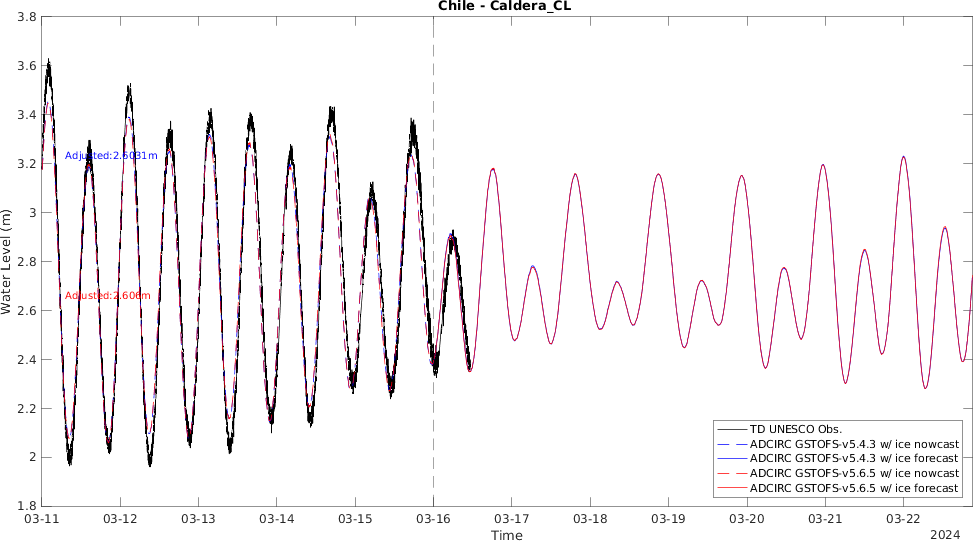 Chile - Caldera_CL
3.8
3.6
3.4
3.2
3
2.8
2.6
2.4
2.2
2
1.8
Water Level (m)
Adjusted:2.6031m
Adjusted:2.606m
TD UNESCO Obs.
ADCIRC GSTOFS-v5.4.3 w/ ice nowcast
ADCIRC GSTOFS-v5.4.3 w/ ice forecast
ADCIRC GSTOFS-v5.6.5 w/ ice nowcast
ADCIRC GSTOFS-v5.6.5 w/ ice forecast
03-11 03-12 03-13 03-14 03-15 03-16 03-17 03-18 03-19 03-20 03-21 03-22
Time
2024